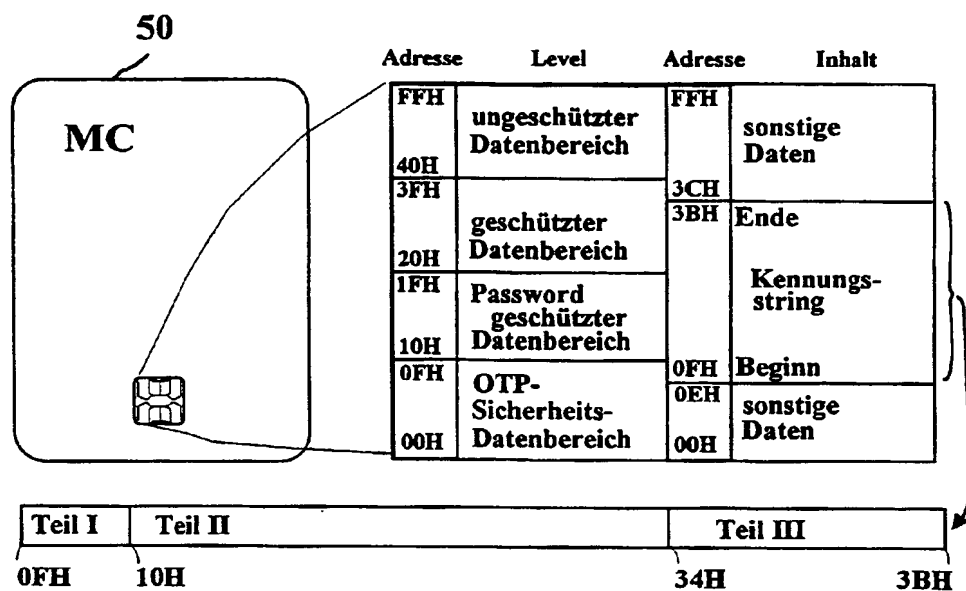 50
MC
Adresse Level Adresse Inhalt
FFH
ungeschützter
Datenbereich
40H
3FH
geschützter
Datenbereich
20H
1FH
Password
geschützter
Datenbereich
10H
0FH
OTP-
Sicherheits-
Datenbereich
00H
FFH
sonstige
Daten
3CH
3BH Ende
Kennungs-
string
0FH Beginn
0EH
sonstige
Daten
00H
Teil I Teil II Teil III
0FH 10H 34H 3BH